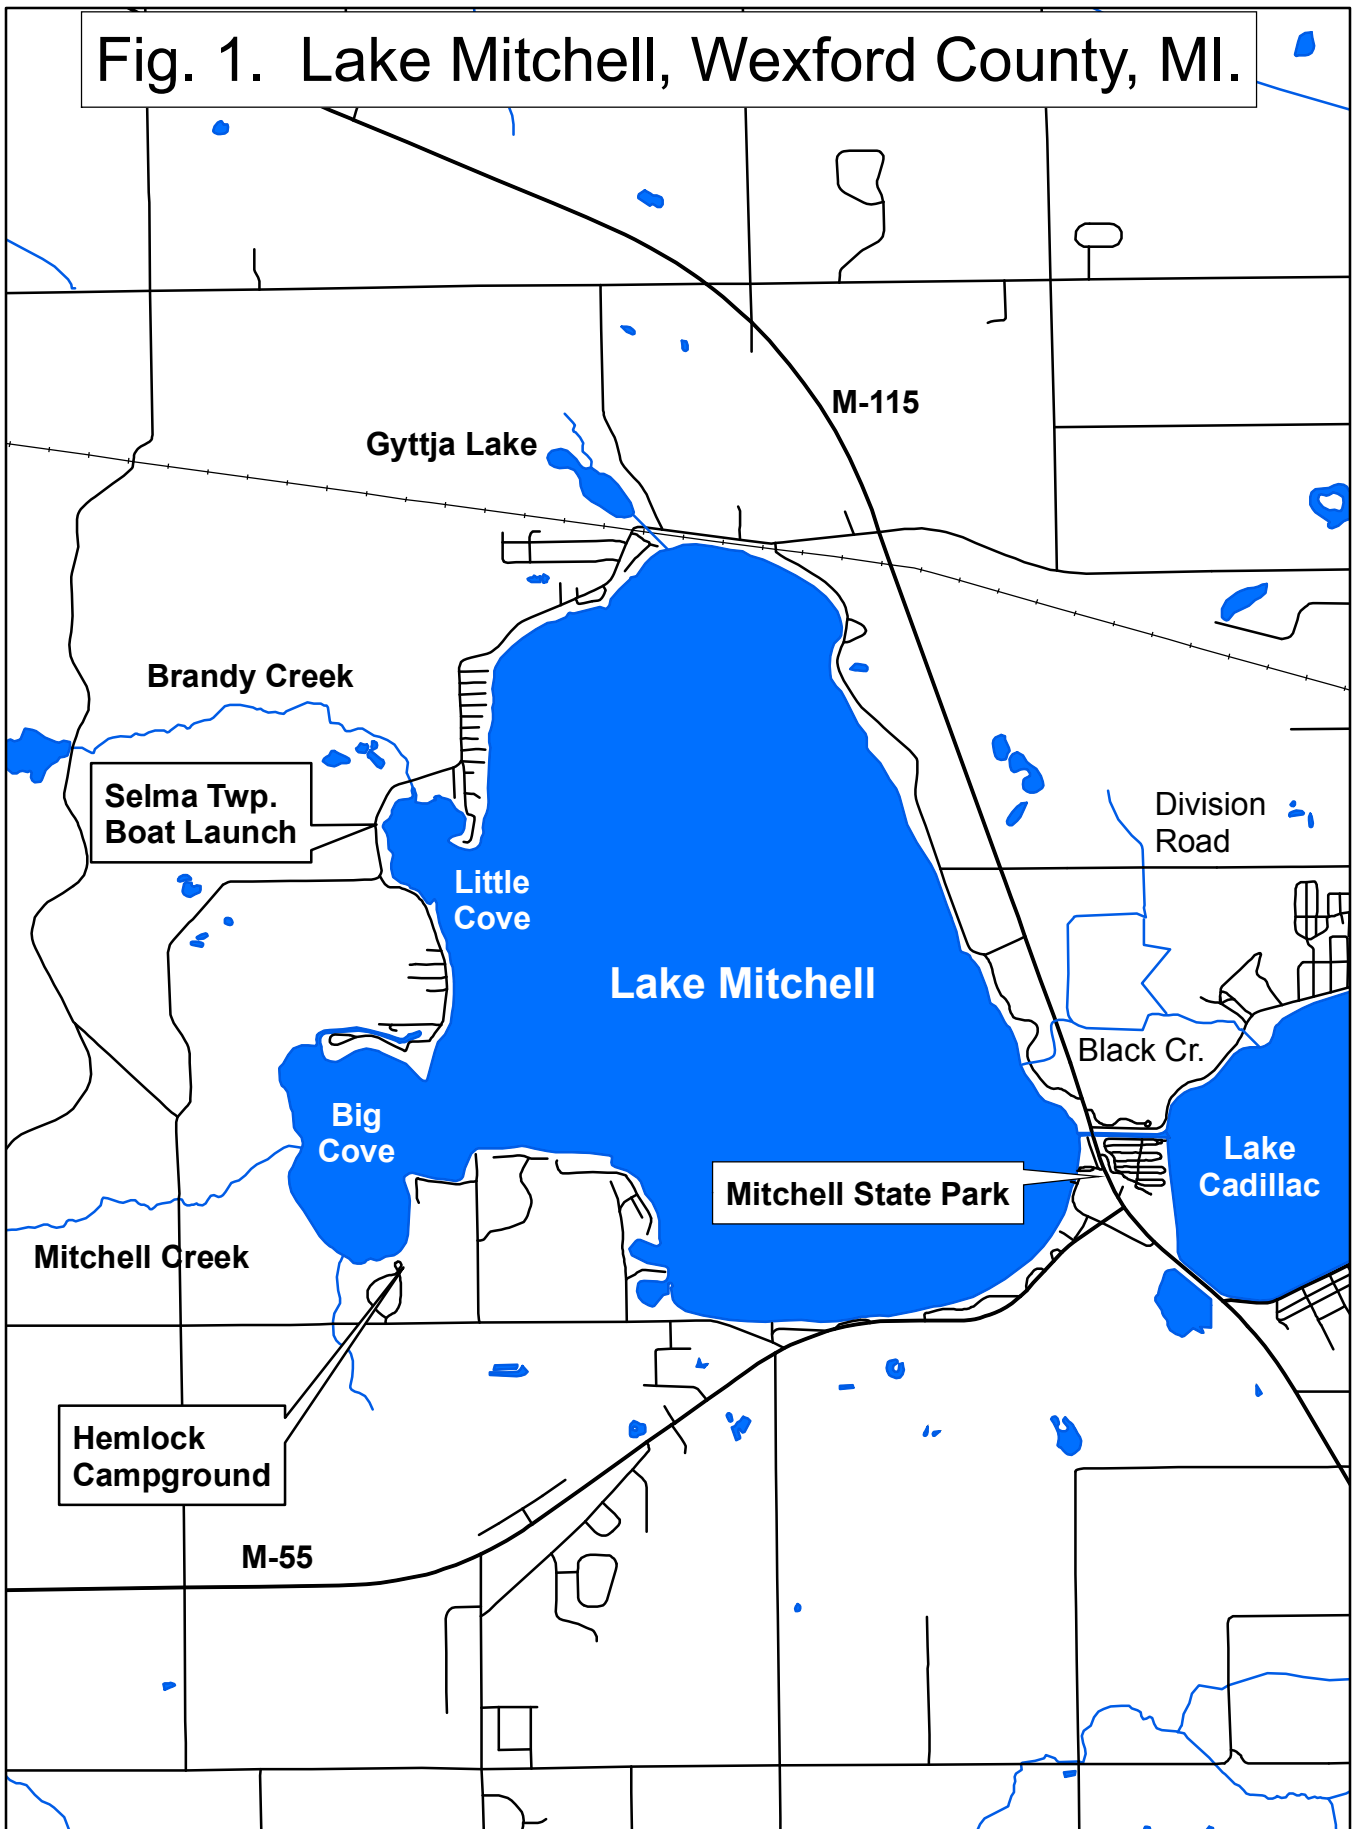 Fig. 1. Lake Mitchell, Wexford County, MI.
M-115
Gyttja Lake
Brandy Creek
Selma Twp.
Boat Launch
Division
Road
Little
Cove
Lake Mitchell
Black Cr.
Big
Cove
Lake
Cadillac
Mitchell State Park
Mitchell Creek
Hemlock
Campground
M-55